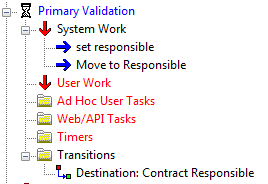 Primary Validation
System Work
set responsible
Move to Responsible
User Work
Ad Hoc User Tasks
Web/API Tasks
Timers
Transitions
Destination: Contract Responsible